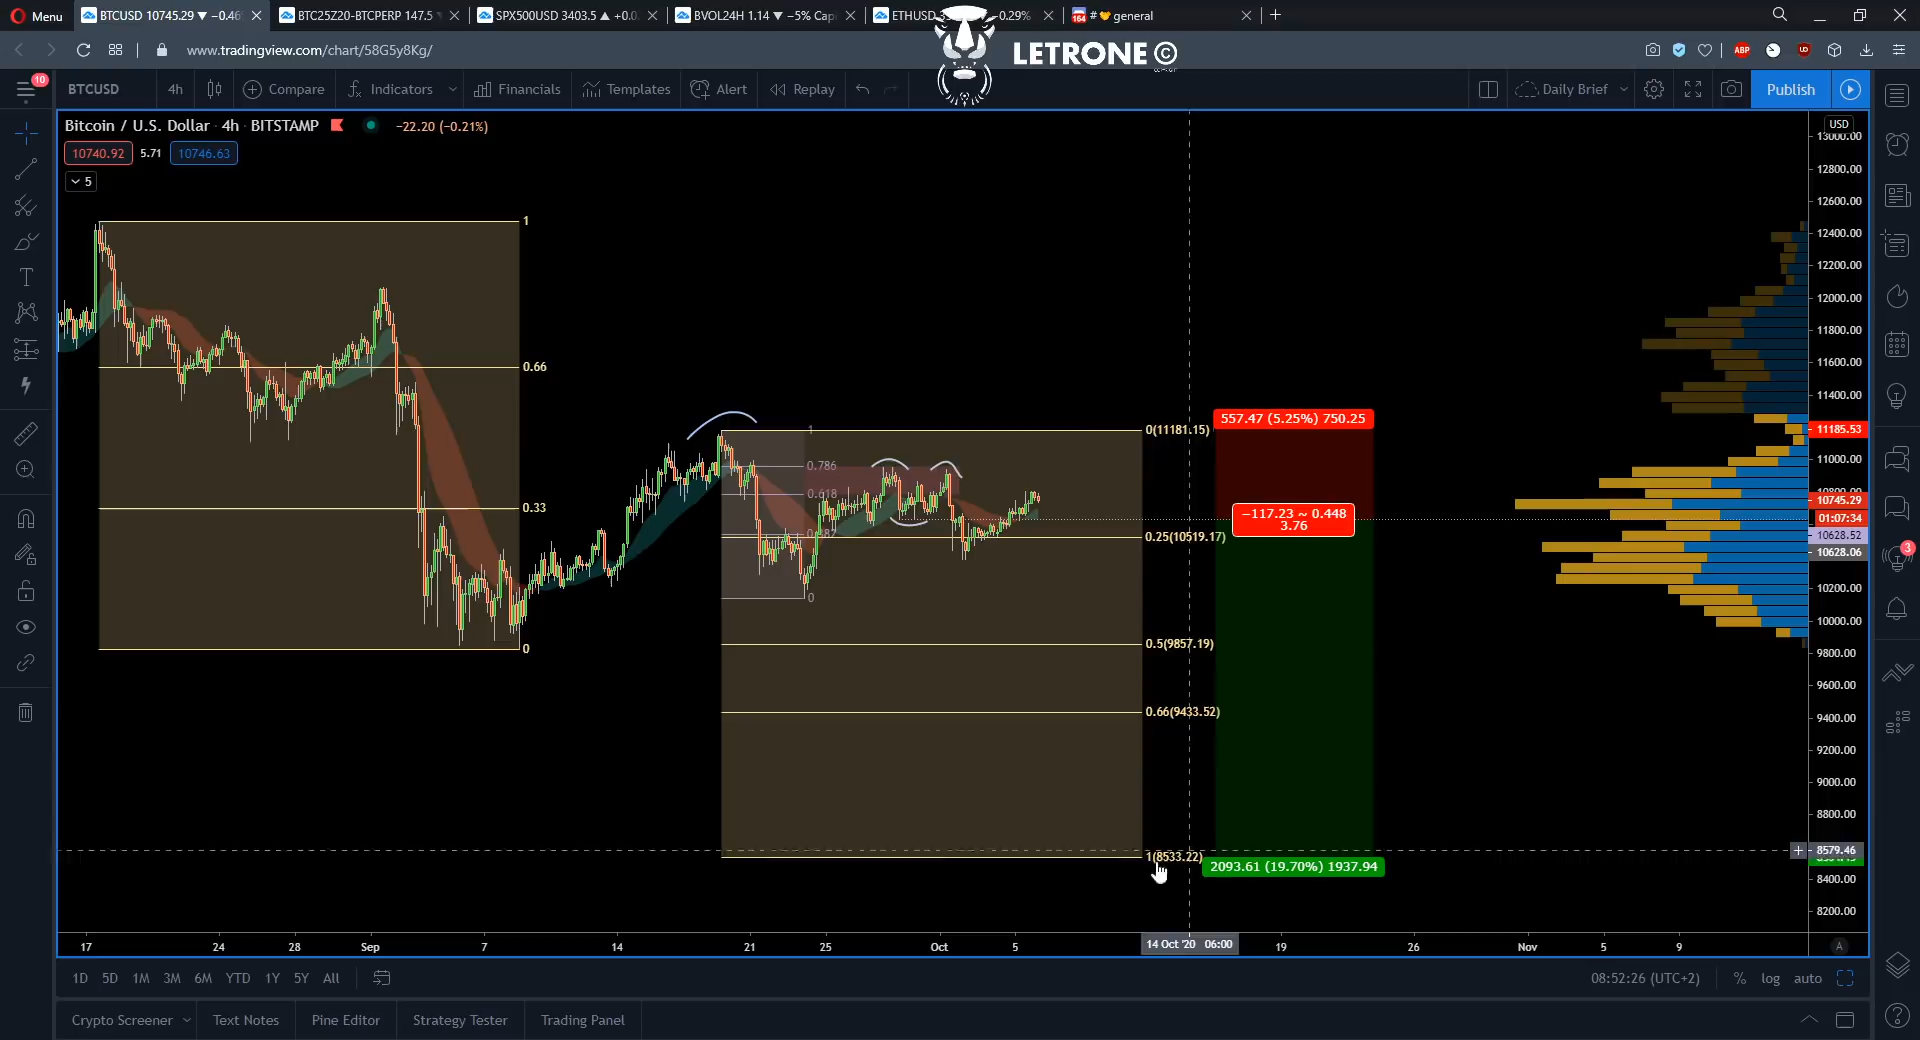 Menu
BTCUSD 10745.29 ▼ −0.46
BTC25Z20-BTCPERP 147.5
SPX500USD 3403.5 ▲ +0.0
BVOL24H 1.14 ▼ −5% Cap
ETHUSD
−0.29%
164
# general
www.tradingview.com/chart/58G5y8Kg/
LETRONE ©
ABP
10
BTCUSD
4h
Compare
Indicators
Financials
Templates
Alert
Replay
Daily Brief
Publish
Bitcoin / U.S. Dollar · 4h · BITSTAMP
−22.20 (−0.21%)
10740.92
5.71
10746.63
5
USD
13000.00
12800.00
12600.00
12400.00
12200.00
12000.00
11800.00
11600.00
11400.00
11185.53
11000.00
10745.29
01:07:34
10628.52
10628.06
10200.00
10000.00
9800.00
9600.00
9400.00
9200.00
9000.00
8800.00
8579.46
8400.00
8200.00
1
0.66
0.33
0
1
0.786
0.618
0
0(11181.15)
0.25(10519.17)
0.5(9857.19)
0.66(9433.52)
1(8533.22)
557.47 (5.25%) 750.25
−117.23 ~ 0.448
3.76
2093.61 (19.70%) 1937.94
3
17
24
28
Sep
7
14
21
25
Oct
5
14 Oct '20 06:00
19
26
Nov
5
9
A
1D
5D
1M
3M
6M
YTD
1Y
5Y
All
08:52:26 (UTC+2)
%
log
auto
Crypto Screener
Text Notes
Pine Editor
Strategy Tester
Trading Panel